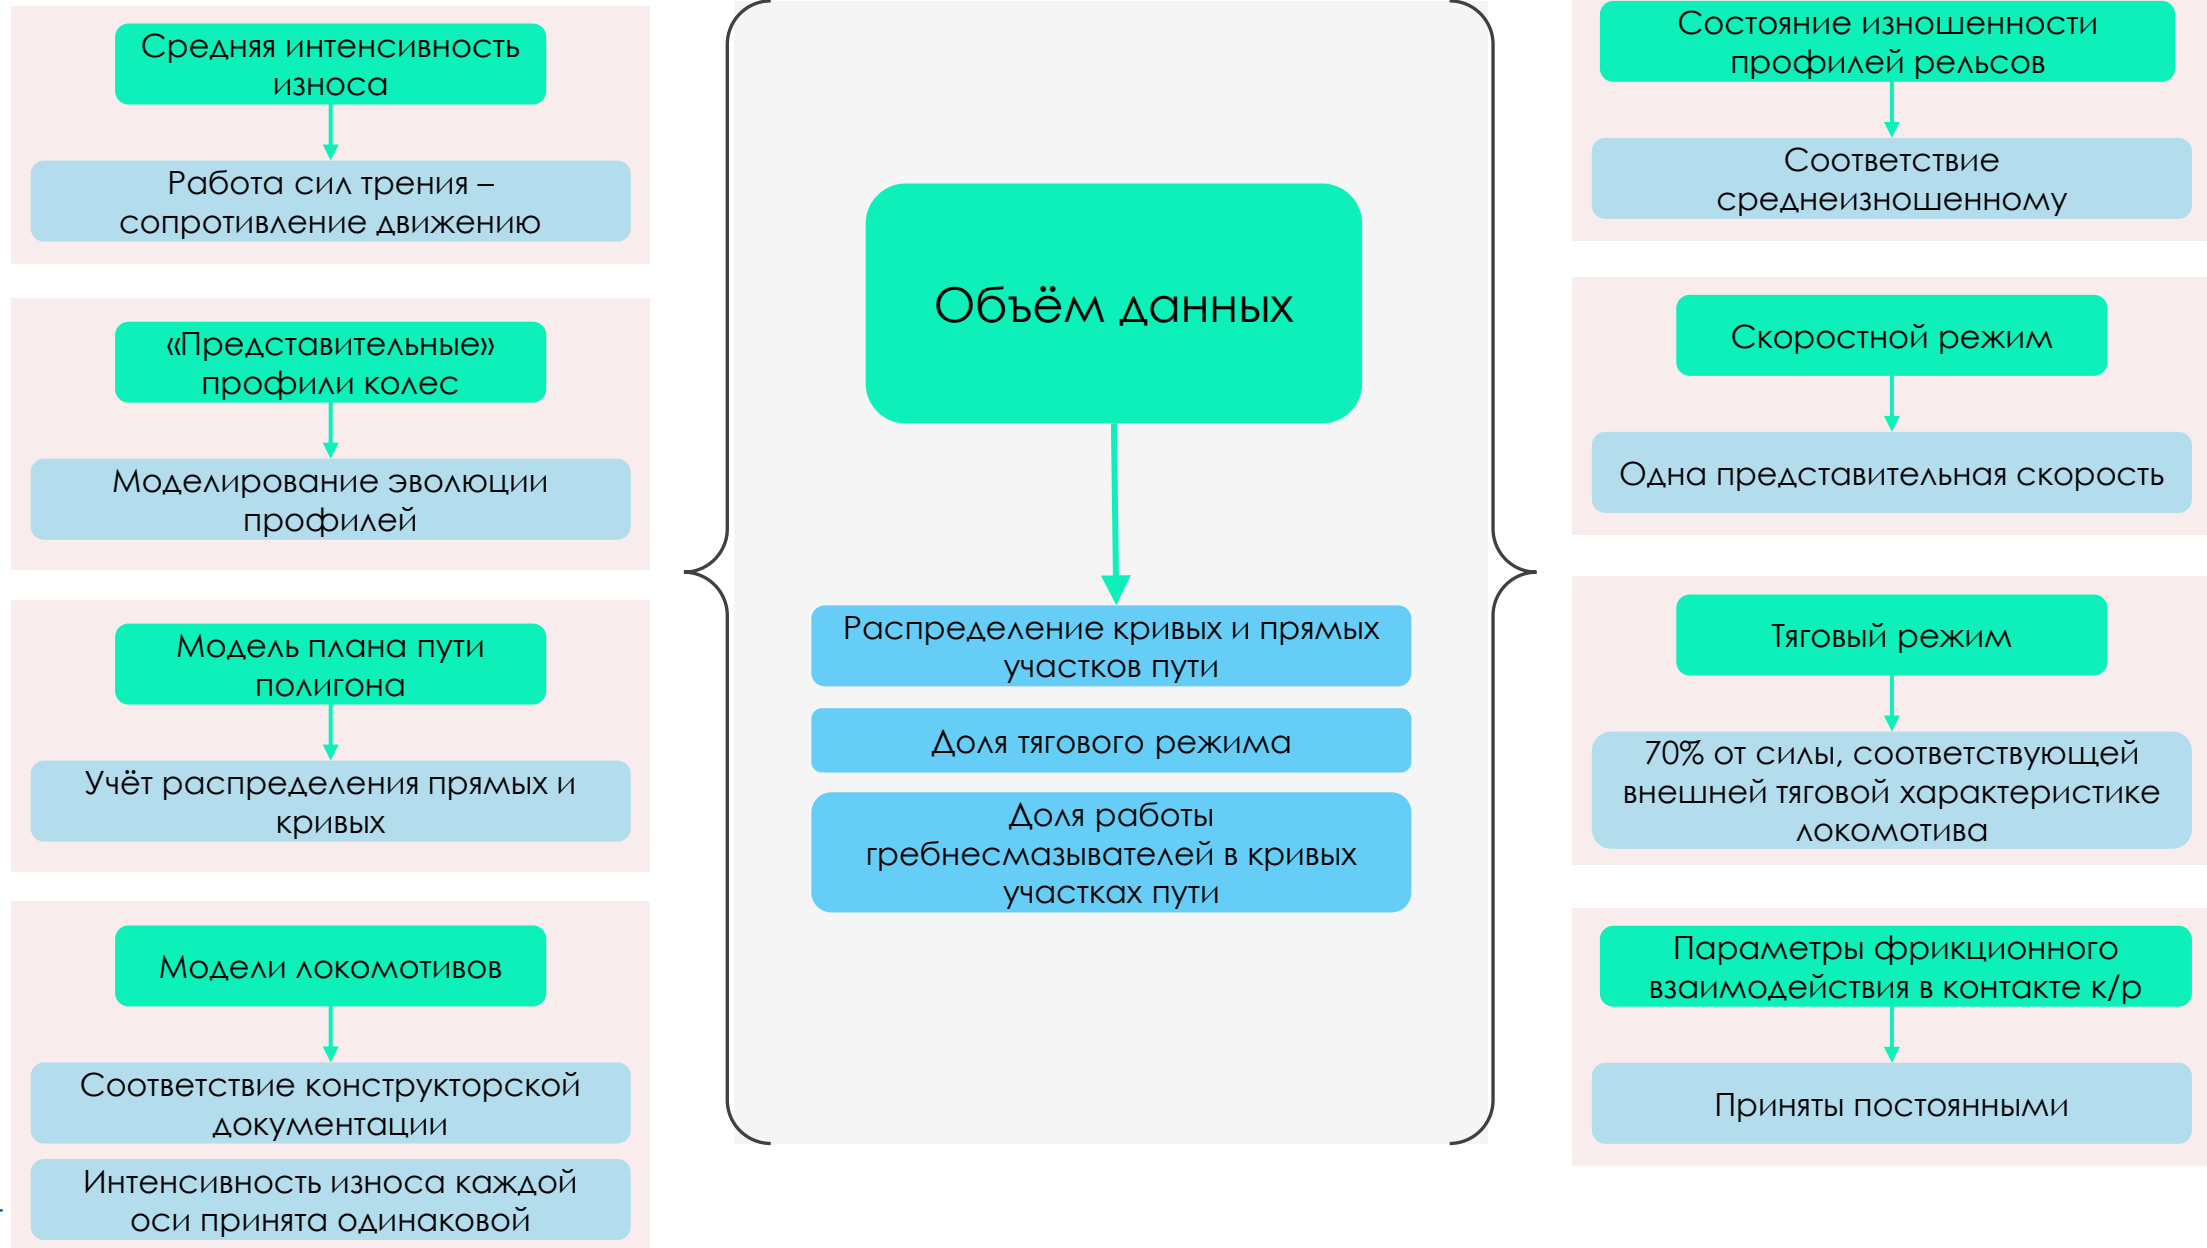 Средняя интенсивность
износа
Работа сил трения –
сопротивление движению
«Представительные»
профили колес
Моделирование эволюции
профилей
Модель плана пути
полигона
Учёт распределения прямых и
кривых
Модели локомотивов
Соответствие конструкторской
документации
Интенсивность износа каждой
оси принята одинаковой
Объём данных
Распределение кривых и прямых
участков пути
Доля тягового режима
Доля работы
гребнесмазывателей в кривых
участках пути
Состояние изношенности
профилей рельсов
Соответствие
среднеизношенному
Скоростной режим
Одна представительная скорость
Тяговый режим
70% от силы, соответствующей
внешней тяговой характеристике
локомотива
Параметры фрикционного
взаимодействия в контакте к/р
Приняты постоянными